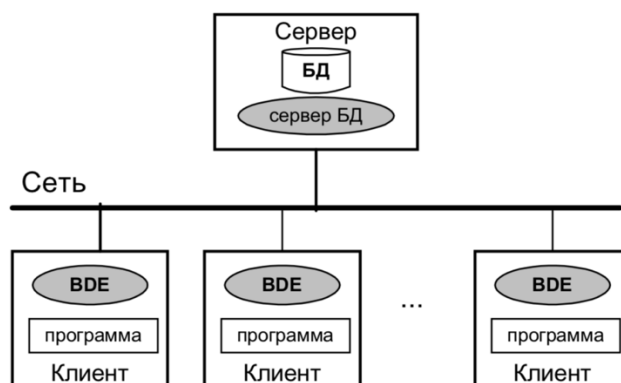 Сервер
БД
сервер БД
Сеть
BDE BDE BDE
...
программа программа программа
Клиент Клиент Клиент